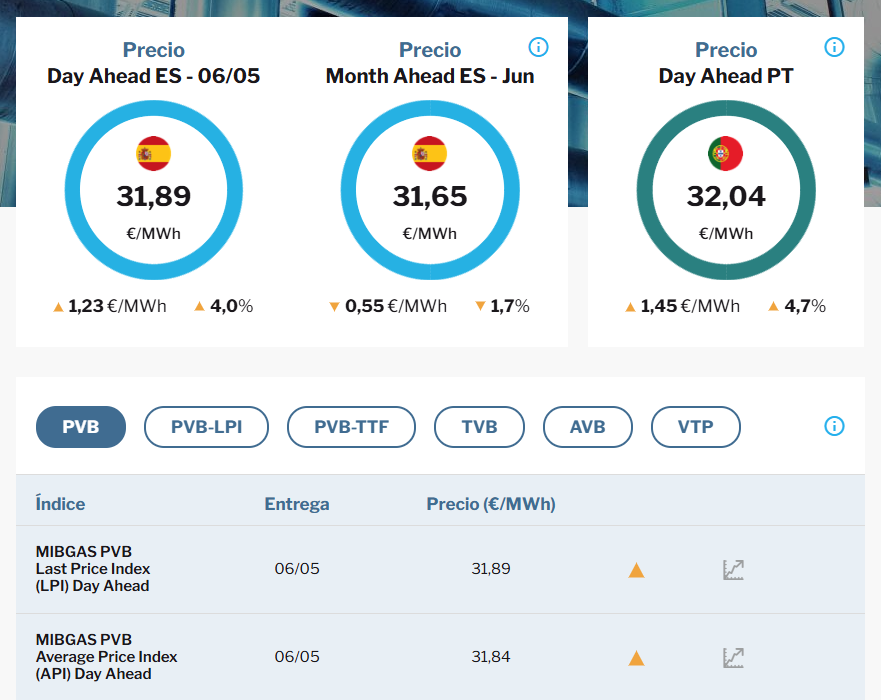 Precio
Day Ahead ES - 06/05
31,89
€/MWh
▲ 1,23 €/MWh ▲ 4,0%
Precio
Month Ahead ES - Jun
31,65
€/MWh
▼ 0,55 €/MWh ▼ 1,7%
Precio
Day Ahead PT
32,04
€/MWh
▲ 1,45 €/MWh ▲ 4,7%
PVB PVB-LPI PVB-TTF TVB AVB VTP
Índice Entrega Precio (€/MWh)
MIBGAS PVB
Last Price Index
(LPI) Day Ahead
06/05 31,89 ▲
MIBGAS PVB
Average Price Index
(API) Day Ahead
06/05 31,84 ▲